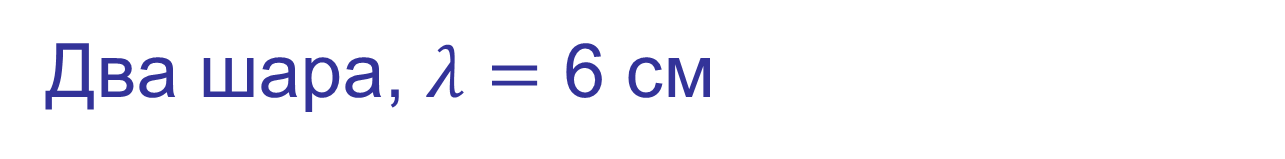 Два шара, λ = 6 см